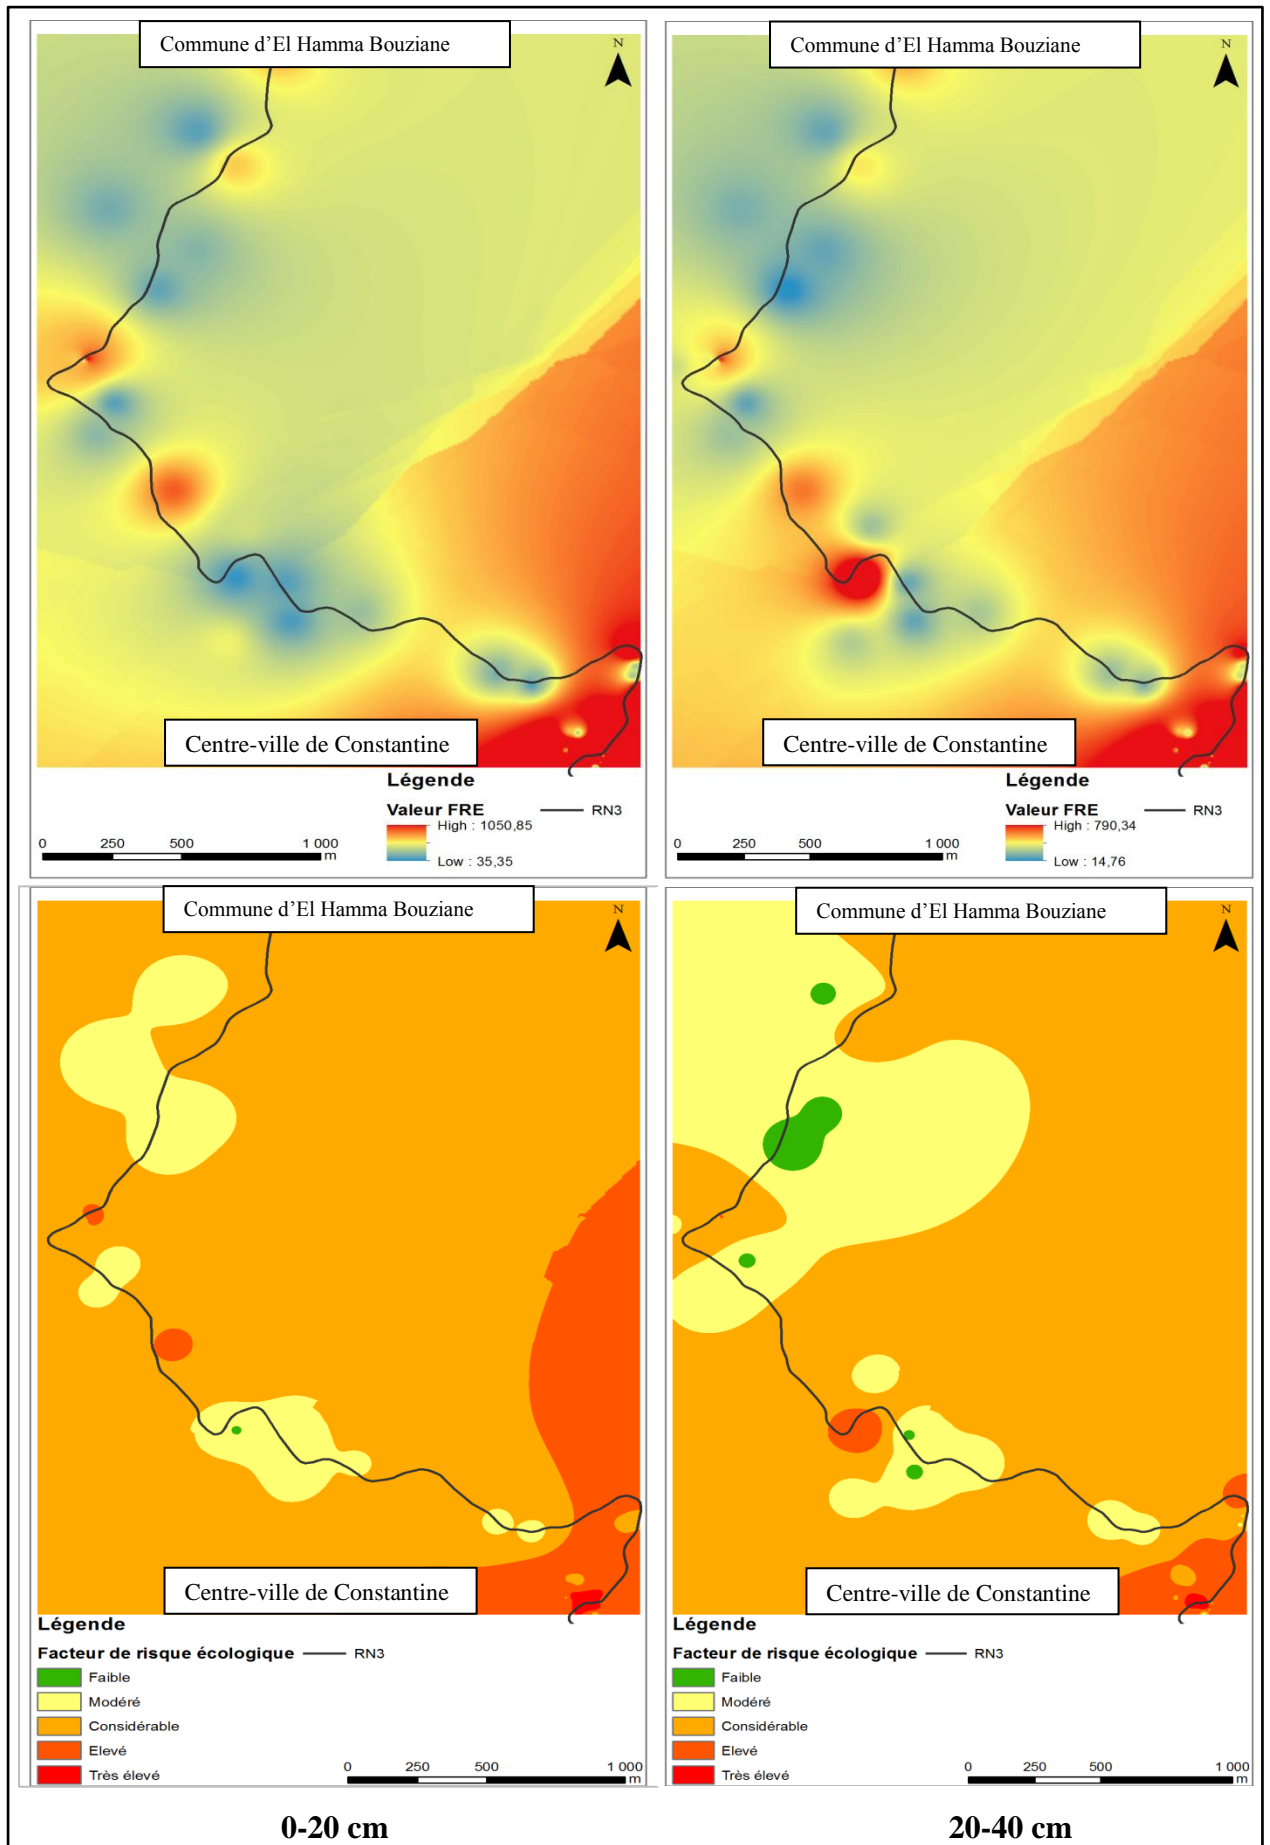 Commune d'El Hamma Bouziane
N
Centre-ville de Constantine
Légende
Valeur FRE
RN3
High : 1050,85
Low : 35,35
0 250 500 1 000
m
Commune d'El Hamma Bouziane
N
Centre-ville de Constantine
Légende
Valeur FRE
RN3
High : 790,34
Low : 14,76
0 250 500 1 000
m
Commune d'El Hamma Bouziane
N
Centre-ville de Constantine
Légende
Facteur de risque écologique
RN3
Faible
Modéré
Considérable
Elevé
Très élevé
0 250 500 1 000
m
Commune d'El Hamma Bouziane
N
Centre-ville de Constantine
Légende
Facteur de risque écologique
RN3
Faible
Modéré
Considérable
Elevé
Très élevé
0 250 500 1 000
m
0-20 cm
20-40 cm